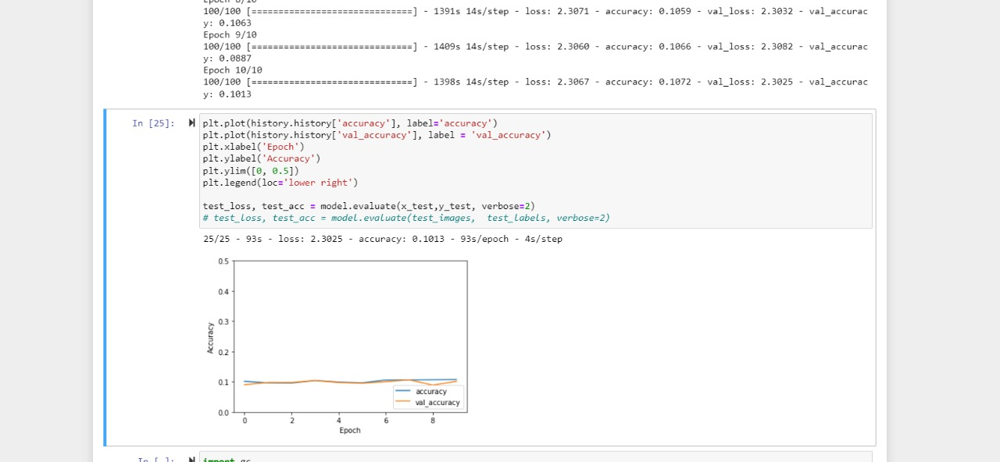 Epoch 8/10
100/100 [==============================] - 1391s 14s/step - loss: 2.3071 - accuracy: 0.1059 - val_loss: 2.3032 - val_accurac
y: 0.1063
Epoch 9/10
100/100 [==============================] - 1409s 14s/step - loss: 2.3060 - accuracy: 0.1066 - val_loss: 2.3082 - val_accurac
y: 0.0887
Epoch 10/10
100/100 [==============================] - 1398s 14s/step - loss: 2.3067 - accuracy: 0.1072 - val_loss: 2.3025 - val_accurac
y: 0.1013
In [25]:
plt.plot(history.history['accuracy'], label='accuracy')
plt.plot(history.history['val_accuracy'], label = 'val_accuracy')
plt.xlabel('Epoch')
plt.ylabel('Accuracy')
plt.ylim([0, 0.5])
plt.legend(loc='lower right')
test_loss, test_acc = model.evaluate(x_test,y_test, verbose=2)
# test_loss, test_acc = model.evaluate(test_images,  test_labels, verbose=2)
25/25 - 93s - loss: 2.3025 - accuracy: 0.1013 - 93s/epoch - 4s/step
0.5
0.4
0.3
0.2
0.1
0.0
Accuracy
accuracy
val_accuracy
0 2 4 6 8
Epoch
In [ ]:
import gc